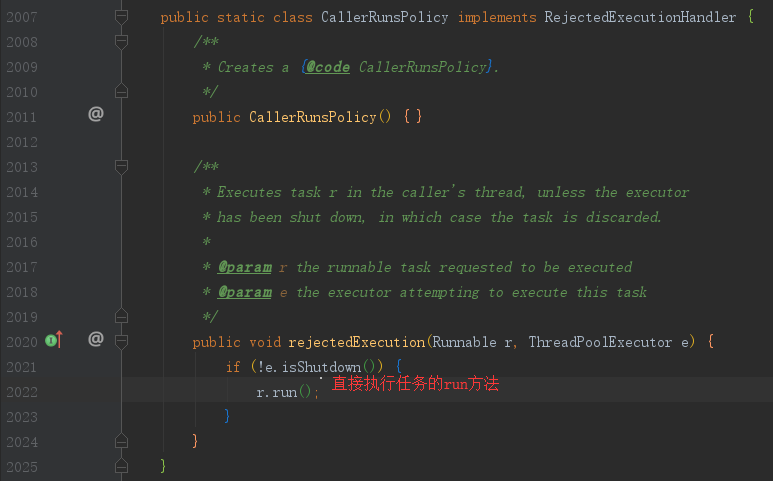 2007 public static class CallerRunsPolicy implements RejectedExecutionHandler {
2008 /**
2009 * Creates a {@code CallerRunsPolicy}.
2010 */
2011 @ public CallerRunsPolicy() { }
2012
2013 /**
2014 * Executes task r in the caller's thread, unless the executor
2015 * has been shut down, in which case the task is discarded.
2016 *
2017 * @param r the runnable task requested to be executed
2018 * @param e the executor attempting to execute this task
2019 */
2020 @ public void rejectedExecution(Runnable r, ThreadPoolExecutor e) {
2021 if (!e.isShutdown()) {
2022 r.run(); 直接执行任务的run方法
2023 }
2024 }
2025 }